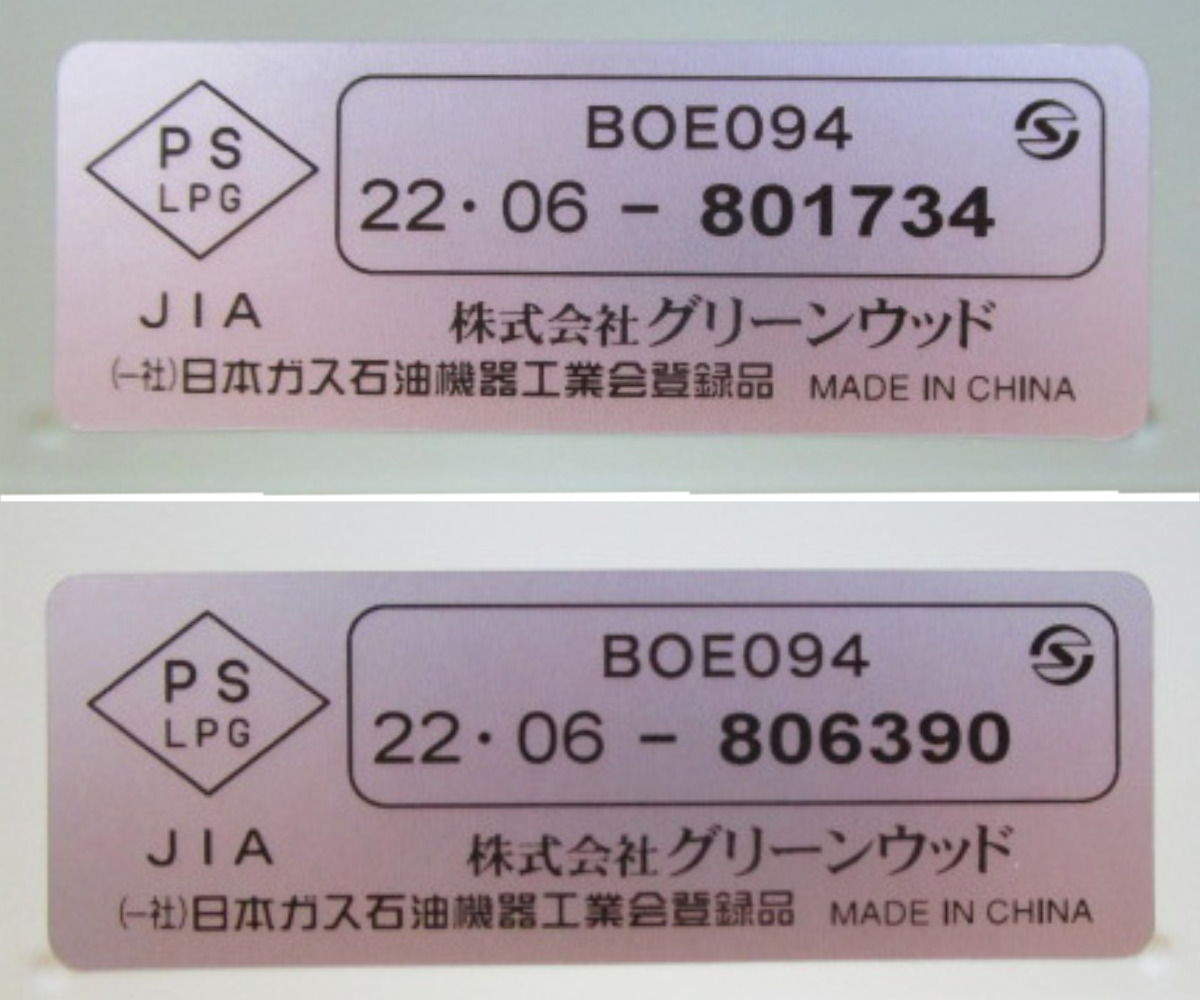 PS
LPG
JIA
BOE094
22・06 - 801734
株式会社グリーンウッド
(一社)日本ガス石油機器工業会登録品 MADE IN CHINA
PS
LPG
JIA
BOE094
22・06 - 806390
株式会社グリーンウッド
(一社)日本ガス石油機器工業会登録品 MADE IN CHINA